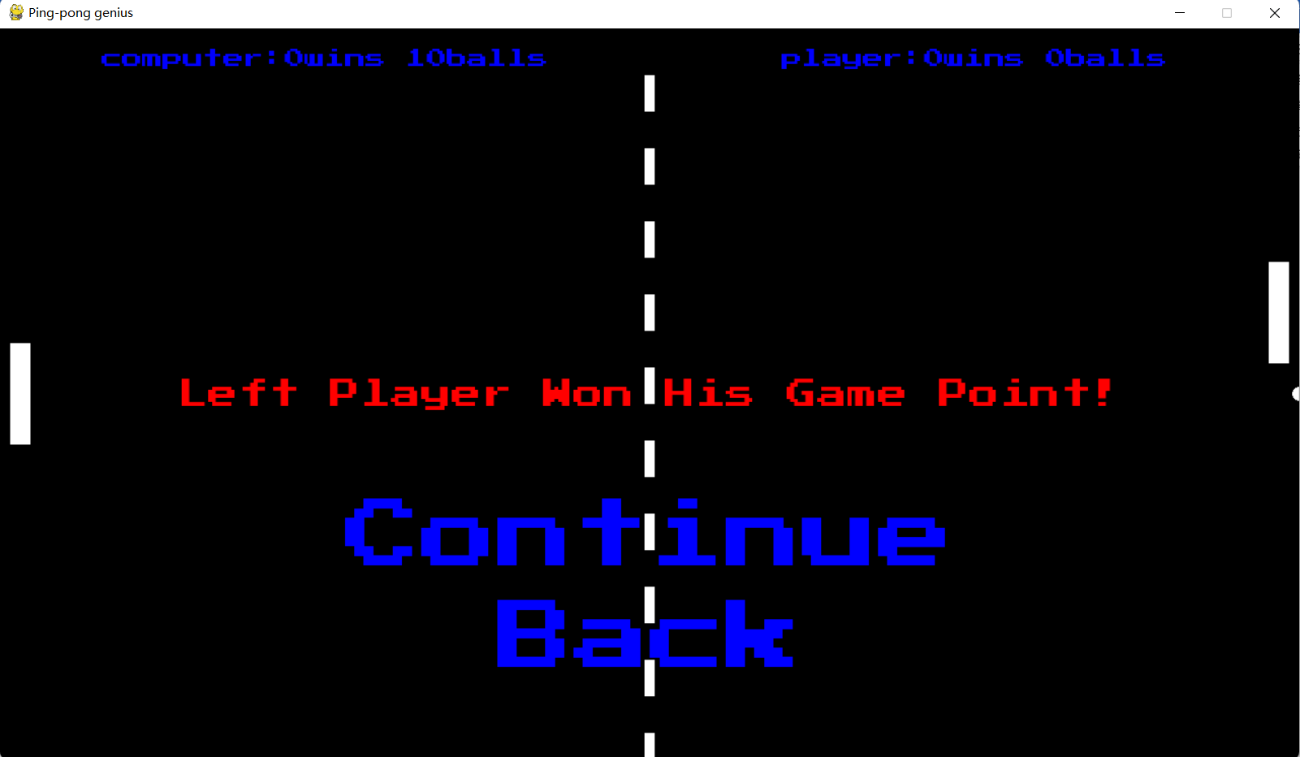 Ping-pong genius
computer:0wins 10balls
player:0wins 0balls
Left Player Won His Game Point!
Continue
Back